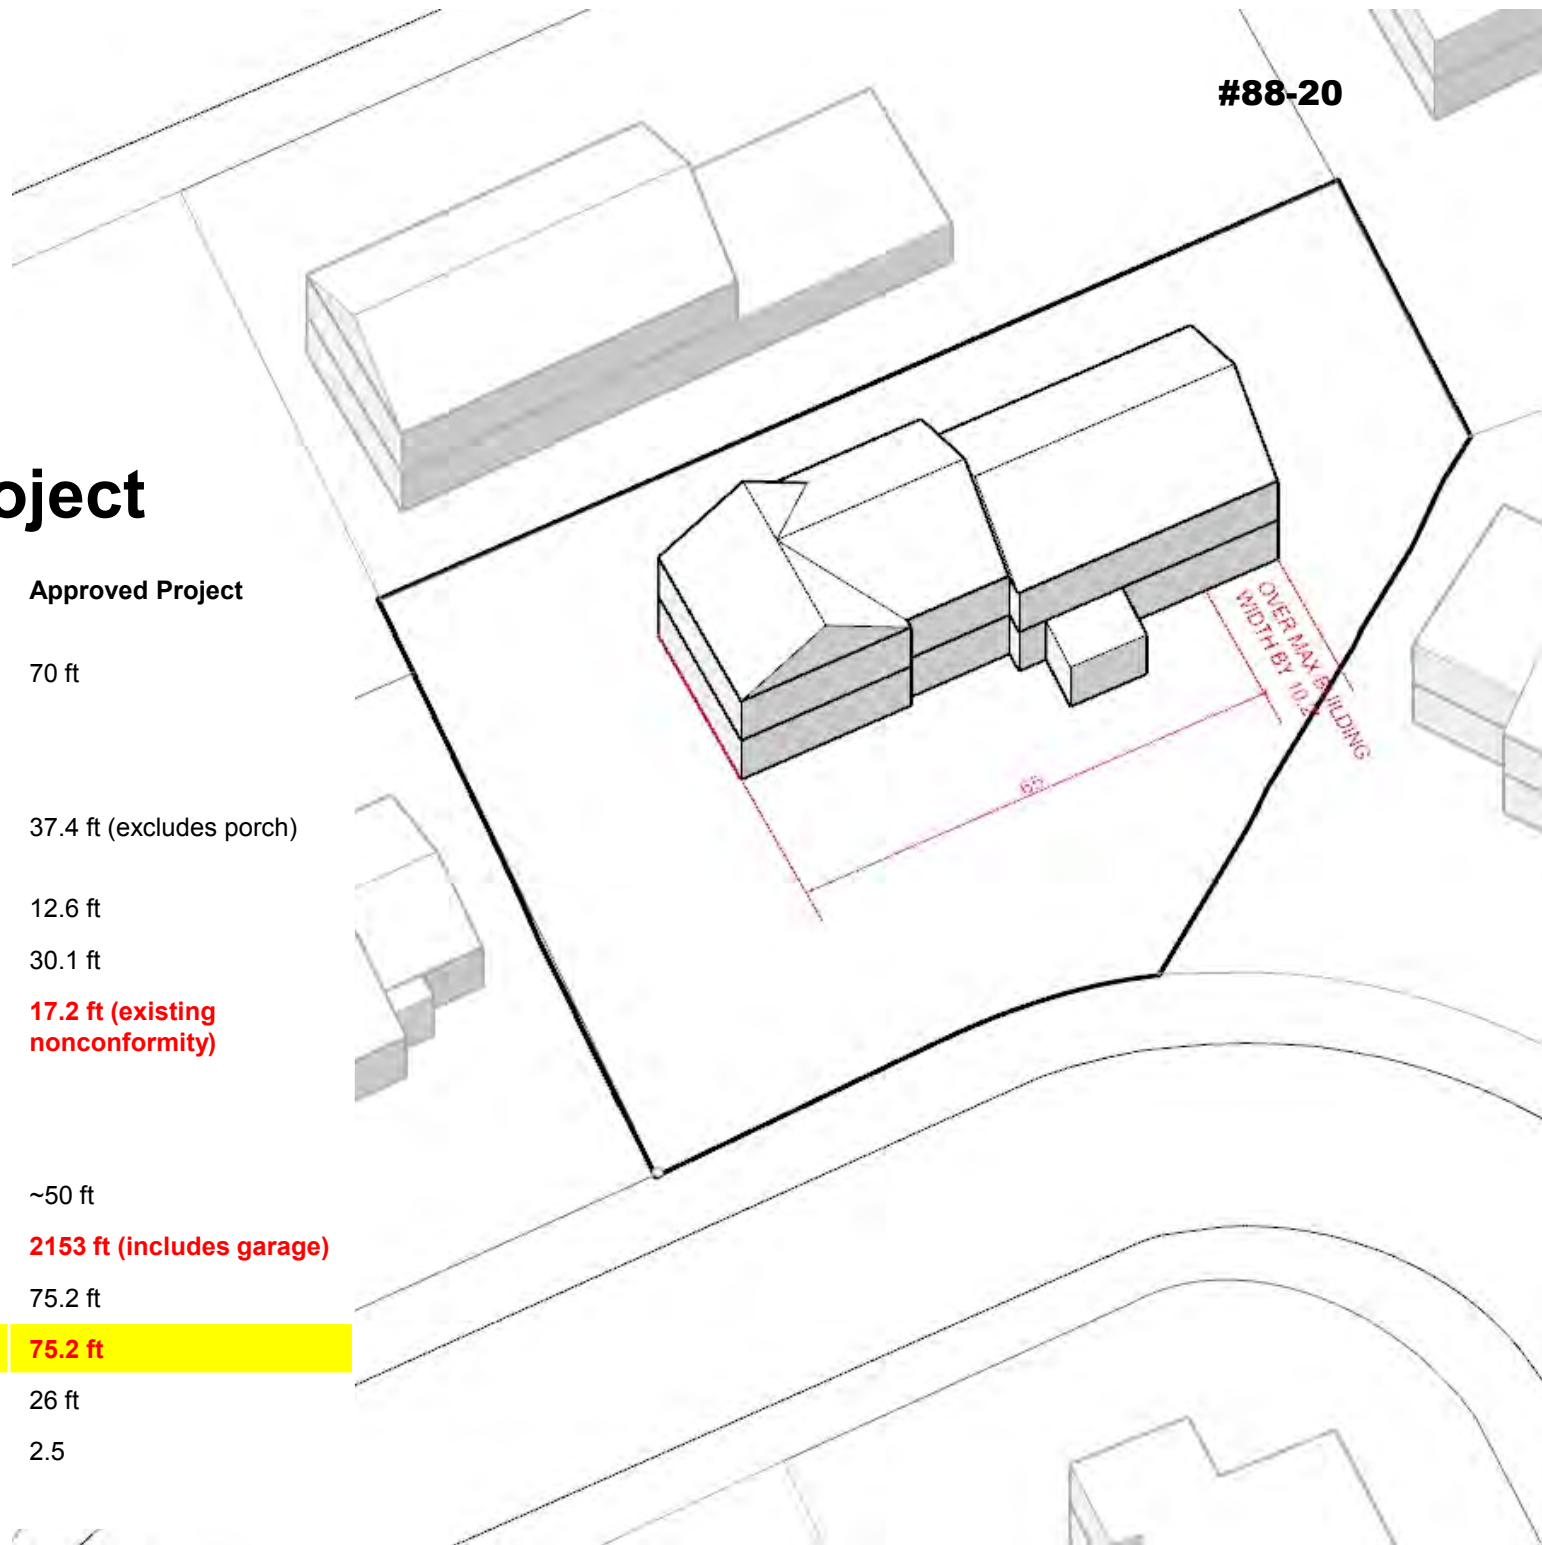 #88-20
oject
Approved Project
70 ft
37.4 ft (excludes porch)
12.6 ft
30.1 ft
17.2 ft (existing
nonconformity)
~50 ft
2153 ft (includes garage)
75.2 ft
75.2 ft
26 ft
2.5
OVER MAX BUILDING
WIDTH BY 10.2
65